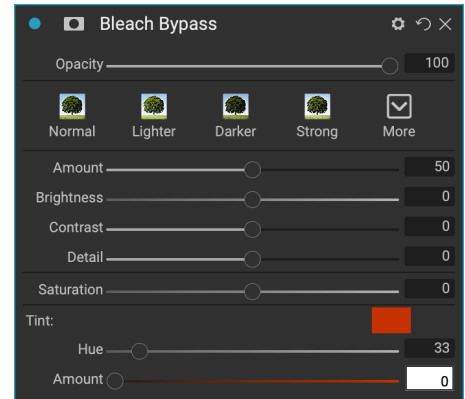 Bleach Bypass
Opacity 100
Normal Lighter Darker Strong More
Amount 50
Brightness 0
Contrast 0
Detail 0
Saturation 0
Tint:
Hue 33
Amount 0